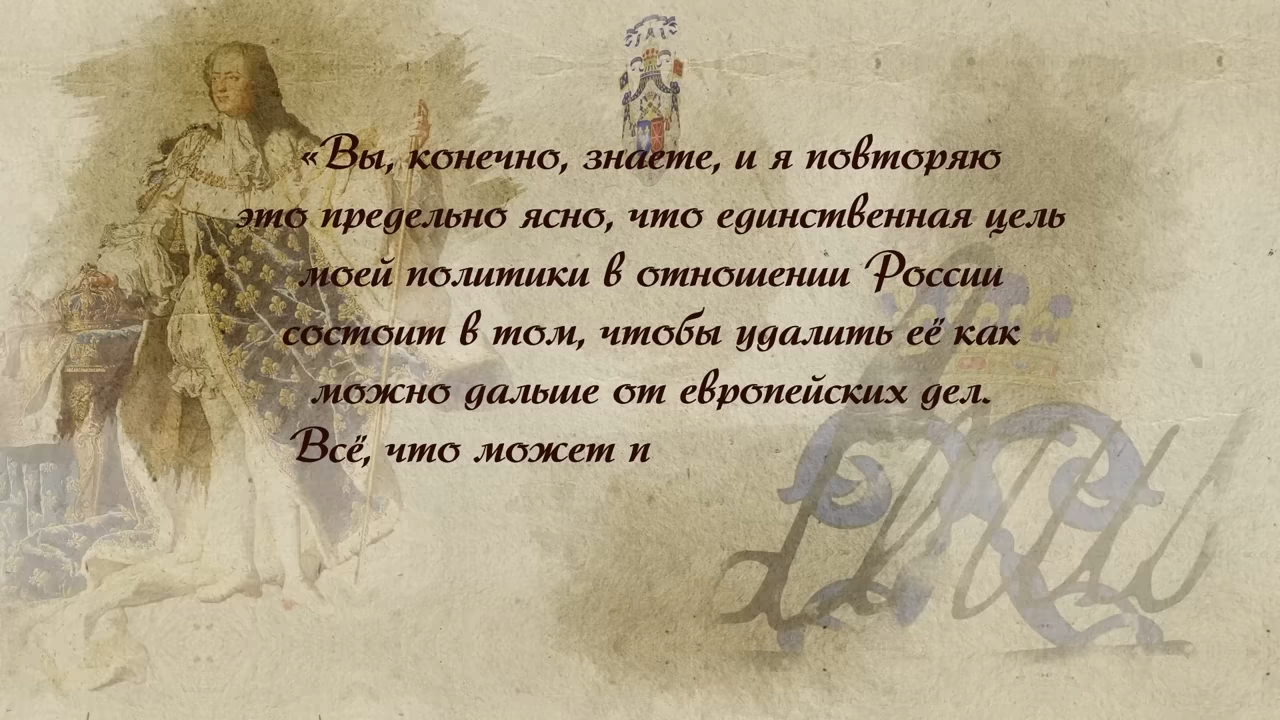 «Вы, конечно, знаете, и я повторяю
это предельно ясно, что единственная цель
моей политики в отношении России
состоит в том, чтобы удалить её как
можно дальше от европейских дел.
Всё, что может п